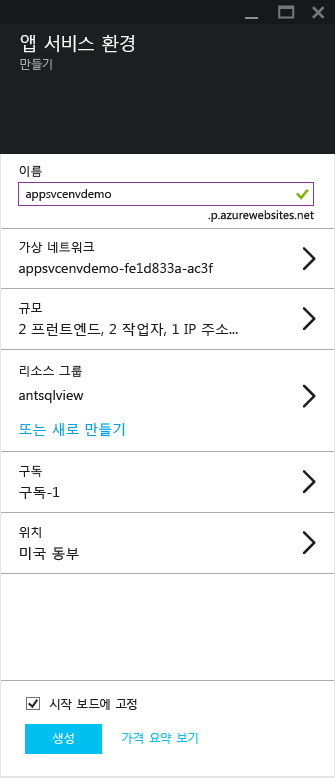 앱 서비스 환경
만들기
이름
appsvcenvdemo
.p.azurewebsites.net
가상 네트워크
appsvcenvdemo-fe1d833a-ac3f
규모
2 프런트엔드, 2 작업자, 1 IP 주소...
리소스 그룹
antsqlview
또는 새로 만들기
구독
구독-1
위치
미국 동부
시작 보드에 고정
생성
가격 요약 보기